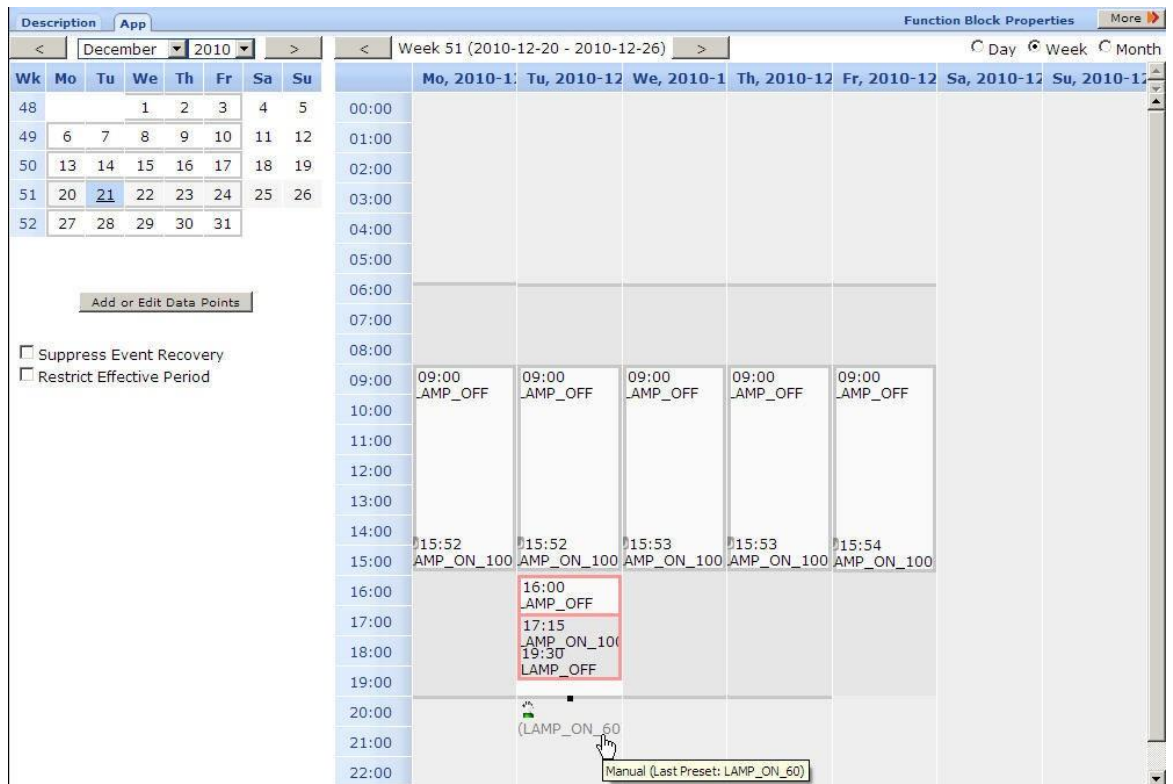 Description App Function Block Properties More
< December 2010 > < Week 51 (2010-12-20 - 2010-12-26) > Day Week Month
Wk Mo Tu We Th Fr Sa Su
48 1 2 3 4 5
49 6 7 8 9 10 11 12
50 13 14 15 16 17 18 19
51 20 21 22 23 24 25 26
52 27 28 29 30 31
Add or Edit Data Points
Suppress Event Recovery
Restrict Effective Period
Mo, 2010-1 Tu, 2010-12 We, 2010-1 Th, 2010-12 Fr, 2010-12 Sa, 2010-12 Su, 2010-12
00:00
01:00
02:00
03:00
04:00
05:00
06:00
07:00
08:00
09:00 09:00 09:00 09:00 09:00 09:00
LAMP_OFF LAMP_OFF LAMP_OFF LAMP_OFF LAMP_OFF
10:00
11:00
12:00
13:00
14:00
15:52 15:52 15:53 15:53 15:54
15:00 AMP_ON_100 AMP_ON_100 AMP_ON_100 AMP_ON_100 AMP_ON_100
16:00 16:00
LAMP_OFF
17:00 17:15
LAMP_ON_100
18:00 19:30
LAMP_OFF
19:00
20:00
(LAMP_ON_60
21:00
22:00 Manual (Last Preset: LAMP_ON_60)